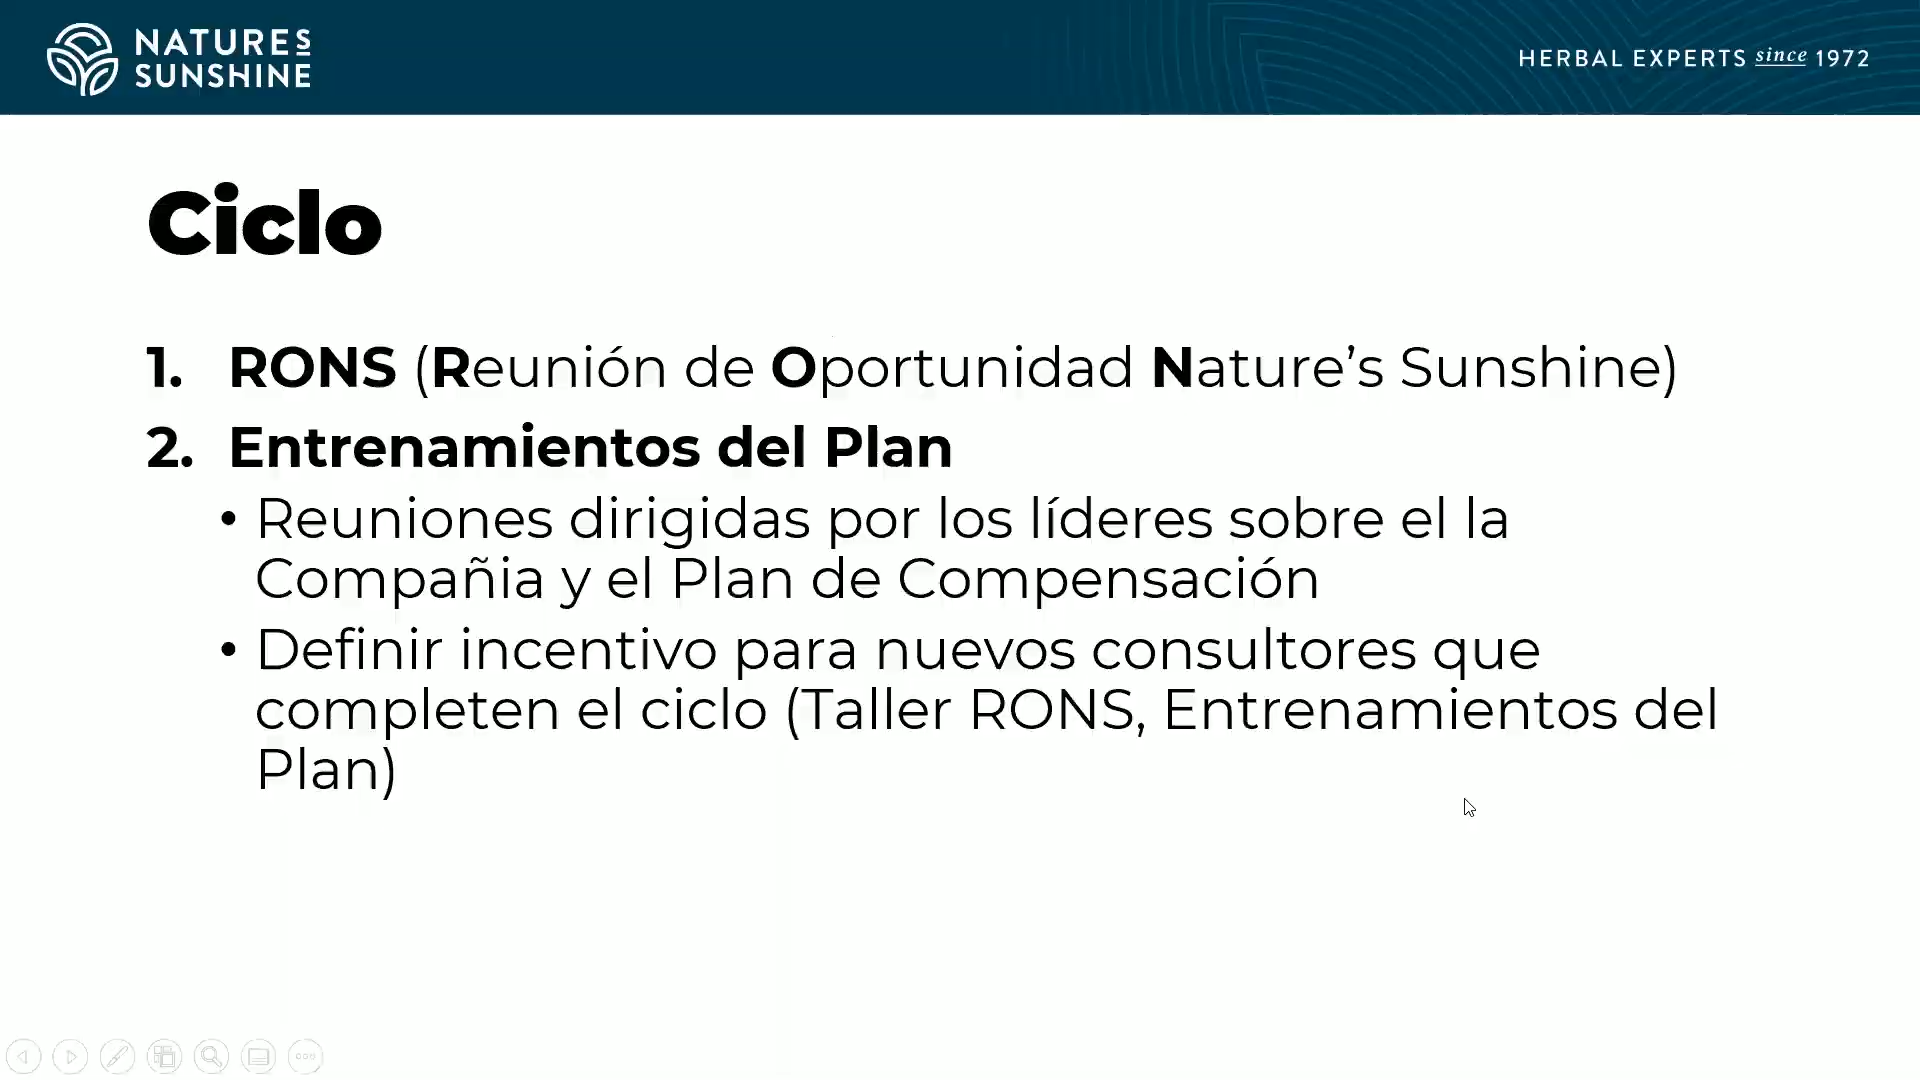 NATURES
SUNSHINE
HERBAL EXPERTS since 1972
Ciclo
1. RONS (Reunión de Oportunidad Nature’s Sunshine)
2. Entrenamientos del Plan
• Reuniones dirigidas por los líderes sobre el la
Compañia y el Plan de Compensación
• Definir incentivo para nuevos consultores que
completen el ciclo (Taller RONS, Entrenamientos del
Plan)